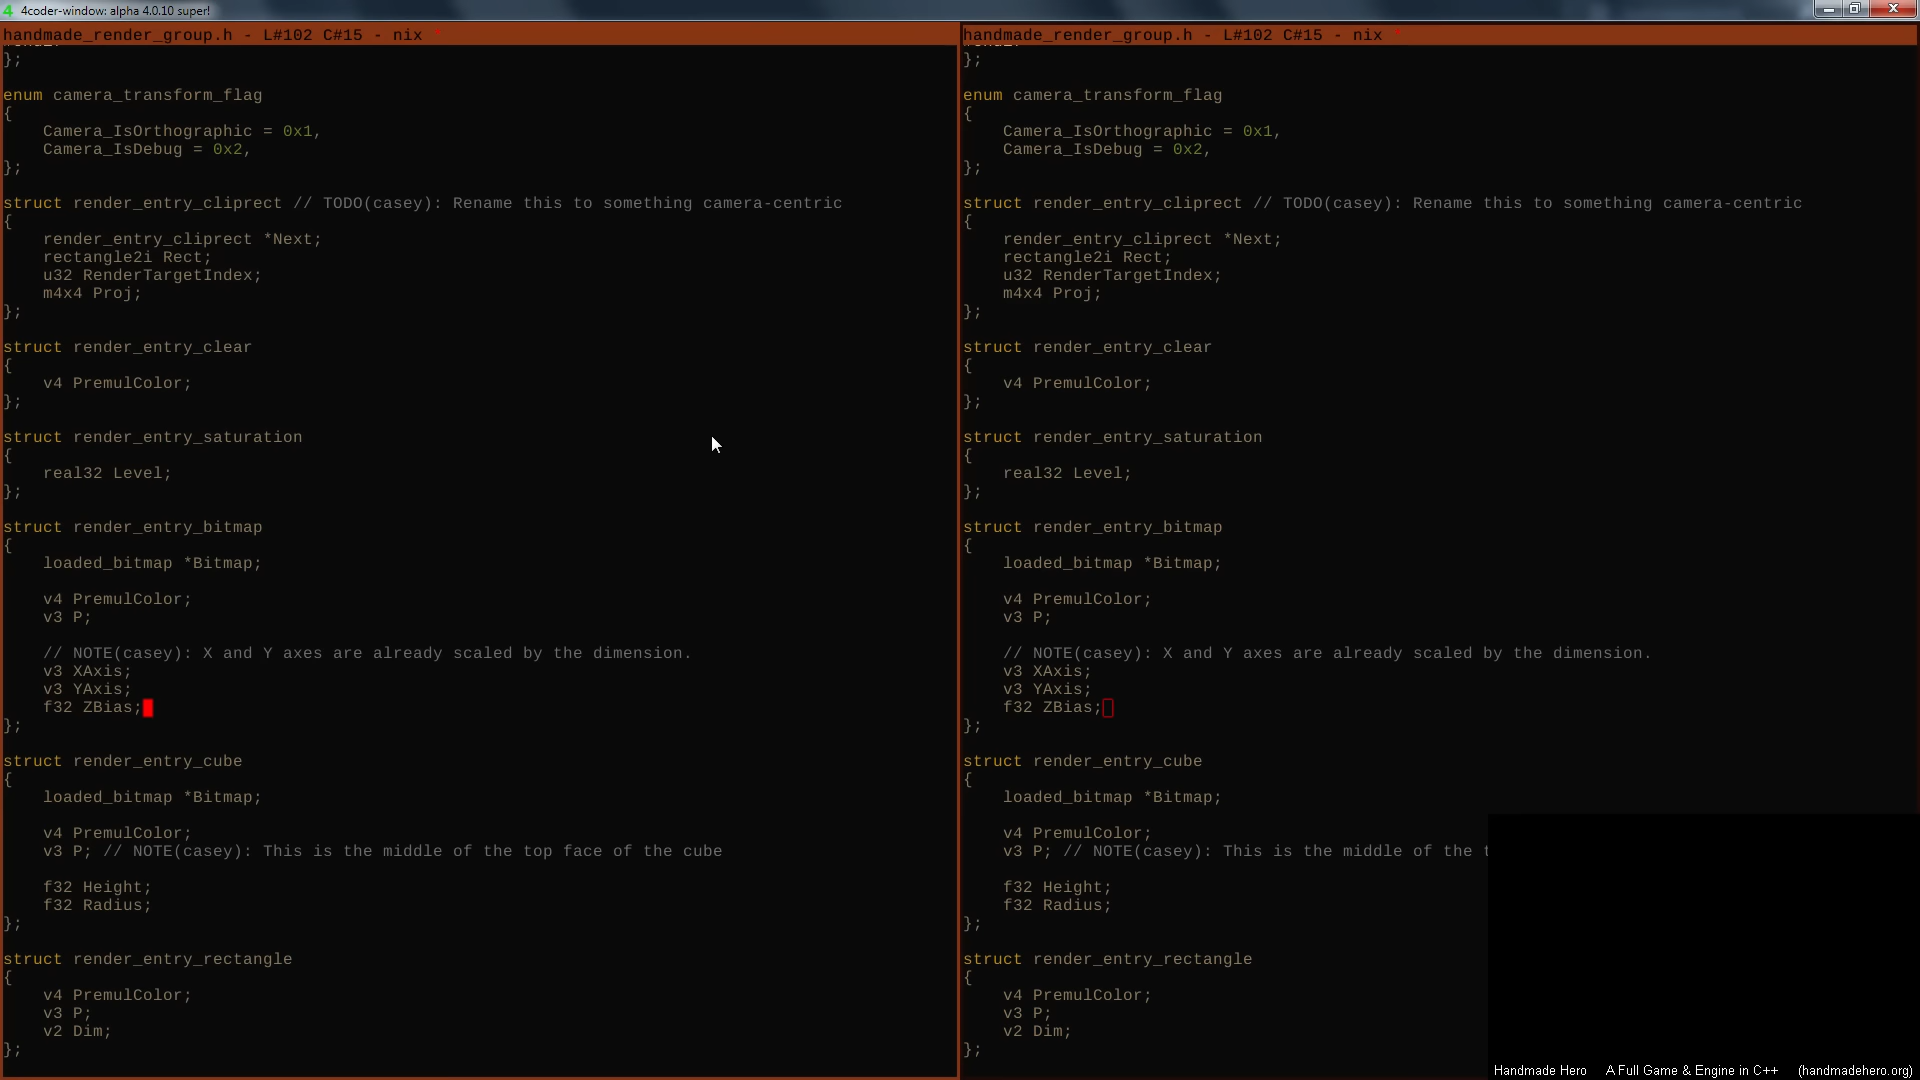 4 4coder-window: alpha 4.0.10 super!
handmade_render_group.h - L#102 C#15 - nix *
};
enum camera_transform_flag
{
Camera_IsOrthographic = 0x1,
Camera_IsDebug = 0x2,
};
struct render_entry_cliprect // TODO(casey): Rename this to something camera-centric
{
render_entry_cliprect *Next;
rectangle2i Rect;
u32 RenderTargetIndex;
m4x4 Proj;
};
struct render_entry_clear
{
v4 PremulColor;
};
struct render_entry_saturation
{
real32 Level;
};
struct render_entry_bitmap
{
loaded_bitmap *Bitmap;
v4 PremulColor;
v3 P;
// NOTE(casey): X and Y axes are already scaled by the dimension.
v3 XAxis;
v3 YAxis;
f32 ZBias;
};
struct render_entry_cube
{
loaded_bitmap *Bitmap;
v4 PremulColor;
v3 P; // NOTE(casey): This is the middle of the top face of the cube
f32 Height;
f32 Radius;
};
struct render_entry_rectangle
{
v4 PremulColor;
v3 P;
v2 Dim;
};
handmade_render_group.h - L#102 C#15 - nix *
};
enum camera_transform_flag
{
Camera_IsOrthographic = 0x1,
Camera_IsDebug = 0x2,
};
struct render_entry_cliprect // TODO(casey): Rename this to something camera-centric
{
render_entry_cliprect *Next;
rectangle2i Rect;
u32 RenderTargetIndex;
m4x4 Proj;
};
struct render_entry_clear
{
v4 PremulColor;
};
struct render_entry_saturation
{
real32 Level;
};
struct render_entry_bitmap
{
loaded_bitmap *Bitmap;
v4 PremulColor;
v3 P;
// NOTE(casey): X and Y axes are already scaled by the dimension.
v3 XAxis;
v3 YAxis;
f32 ZBias;
};
struct render_entry_cube
{
loaded_bitmap *Bitmap;
v4 PremulColor;
v3 P; // NOTE(casey): This is the middle of the
f32 Height;
f32 Radius;
};
struct render_entry_rectangle
{
v4 PremulColor;
v3 P;
v2 Dim;
};
Handmade Hero A Full Game & Engine in C++ (handmadehero.org)